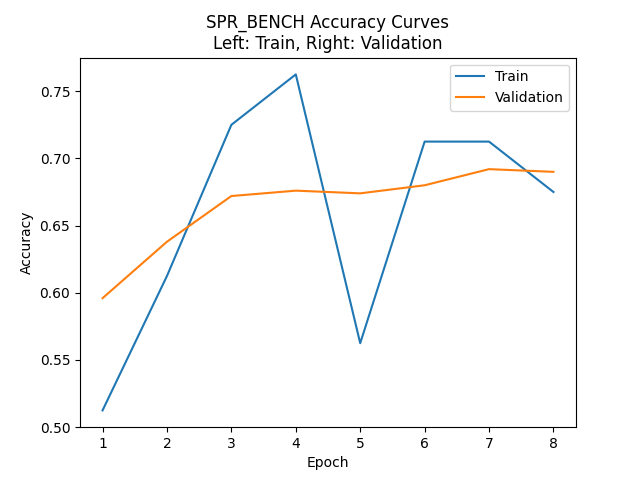 SPR_BENCH Accuracy Curves
Left: Train, Right: Validation
Train
Validation
0.75
0.70
0.65
0.60
0.55
0.50
Accuracy
1 2 3 4 5 6 7 8
Epoch